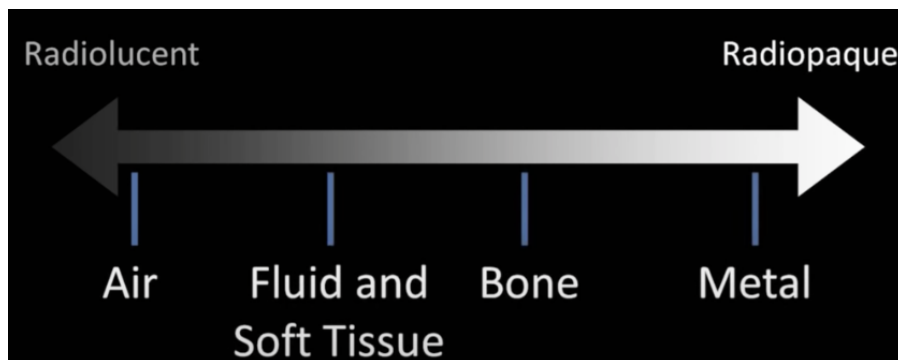 Radiolucent
Radiopaque
Air
Fluid and
Soft Tissue
Bone
Metal